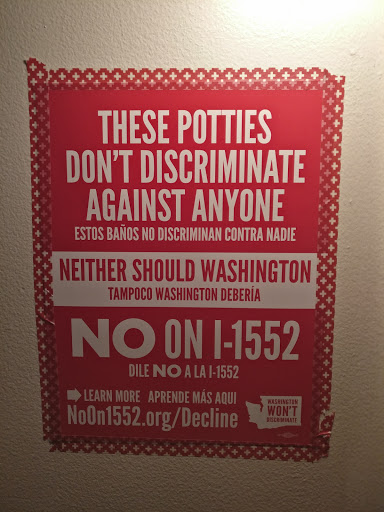 THESE POTTIES
DON'T DISCRIMINATE
AGAINST ANYONE
ESTOS BAÑOS NO DISCRIMINAN CONTRA NADIE
NEITHER SHOULD WASHINGTON
TAMPOCO WASHINGTON DEBERÍA
NO ON I-1552
DILE NO A LA I-1552
LEARN MORE APRENDE MÁS AQUI
NoOn1552.org/Decline
WASHINGTON
WON'T
DISCRIMINATE